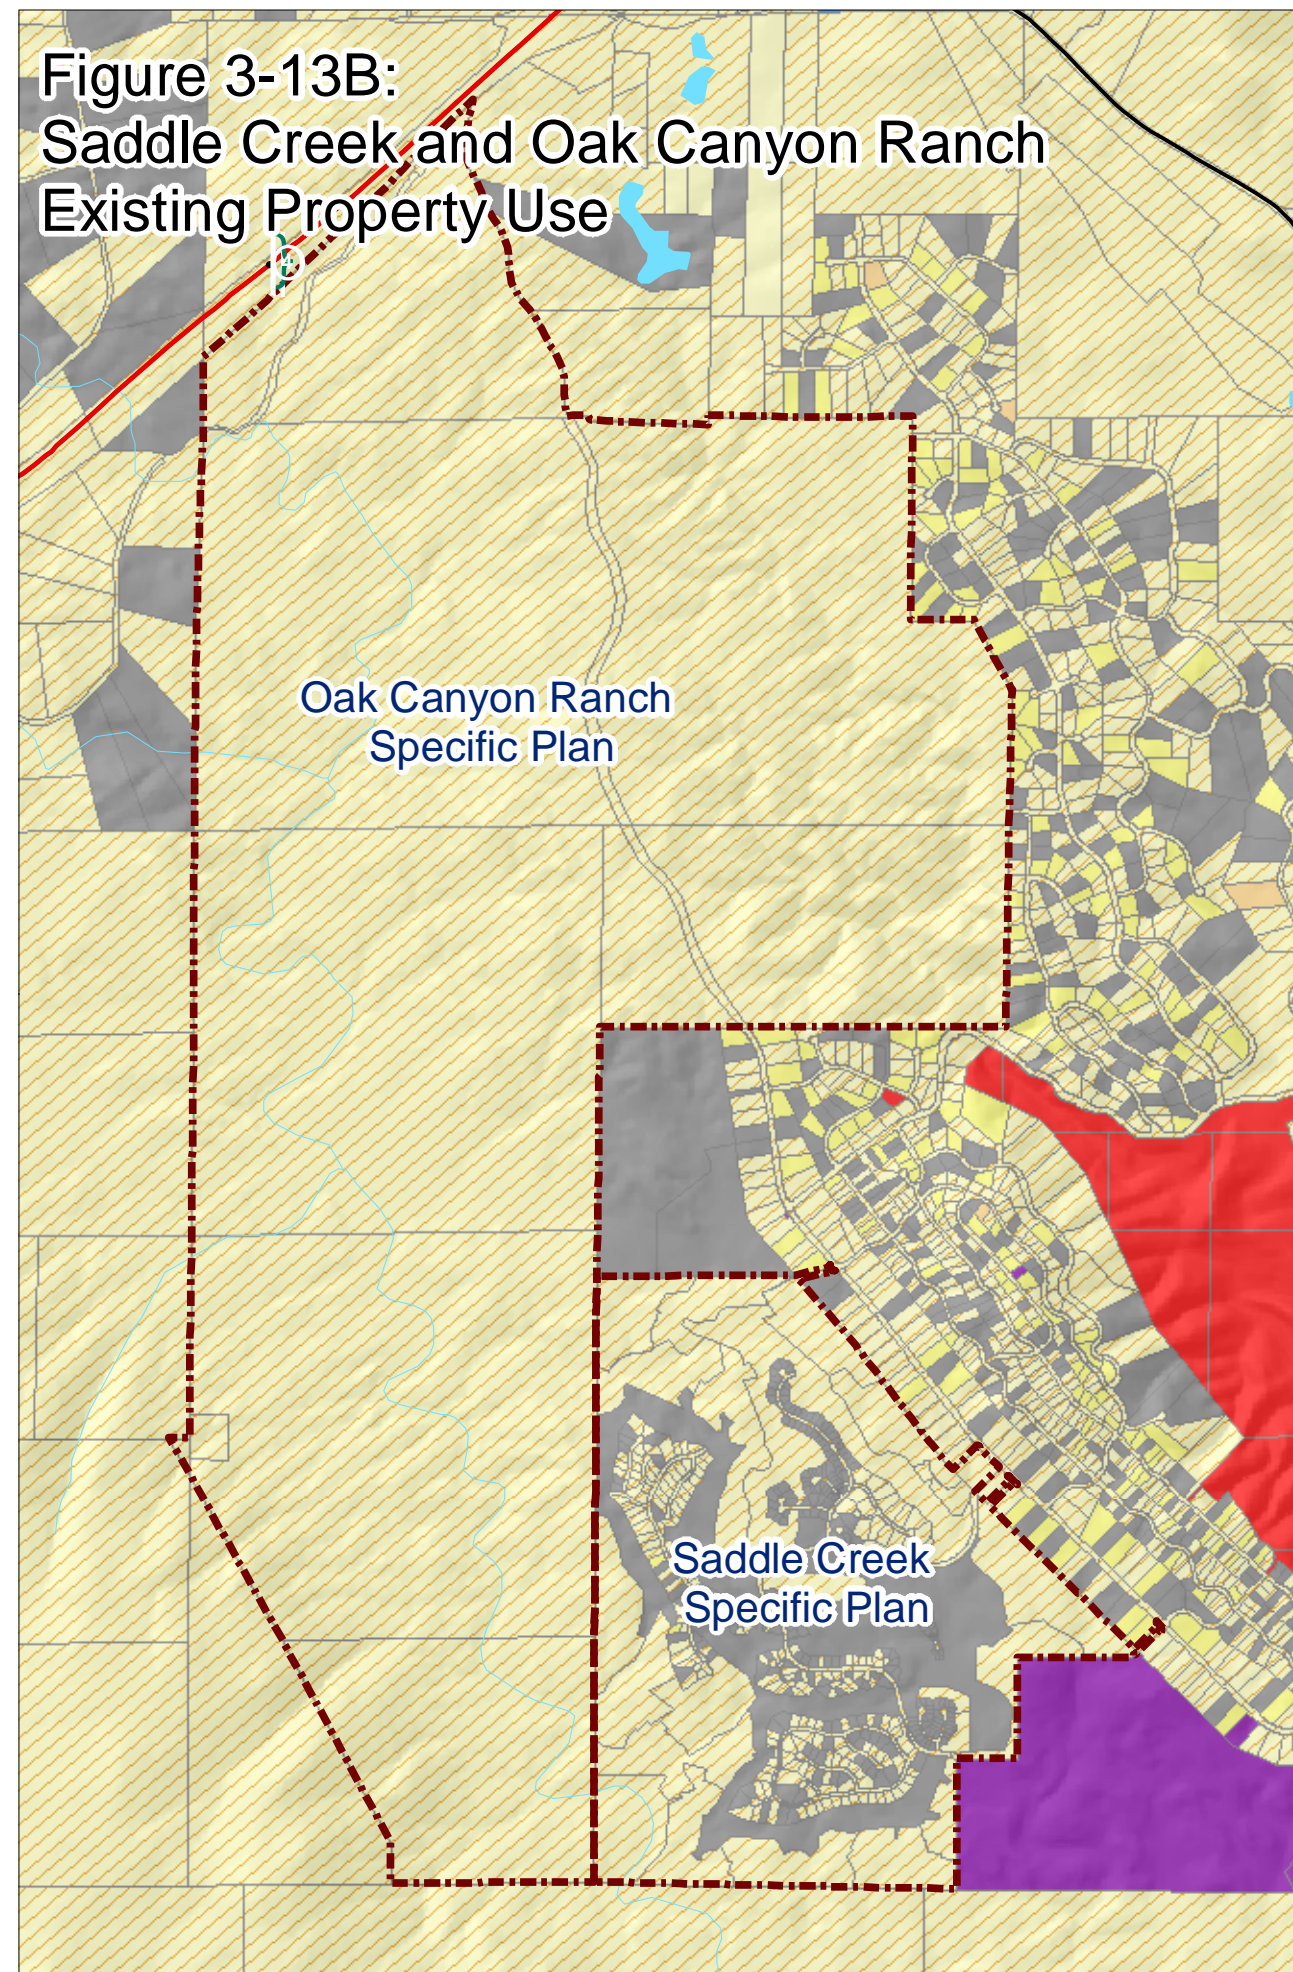 Figure 3-13B:
Saddle Creek and Oak Canyon Ranch
Existing Property Use
Oak Canyon Ranch
Specific Plan
Saddle Creek
Specific Plan